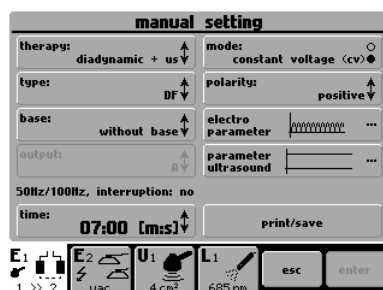 manual setting
therapy:
diadynamic + us
mode:
constant voltage (cv)
type:
DF
polarity:
positive
base:
without base
electro
parameter ...
output:
A
parameter
ultrasound ...
50Hz/100Hz, interruption: no
time:
07:00 [m:s]
print/save
E1
1 >> 2
E2
vac
U1
4 cm²
L1
685 nm
esc
enter